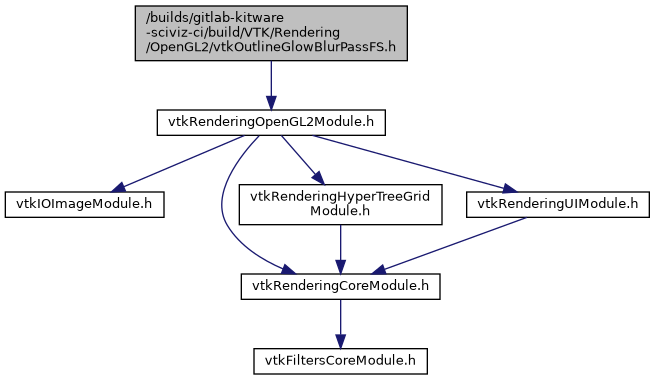 /builds/gitlab-kitware
-sciviz-ci/build/VTK/Rendering
/OpenGL2/vtkOutlineGlowBlurPassFS.h
vtkRenderingOpenGL2Module.h
vtkIOImageModule.h
vtkRenderingHyperTreeGrid
Module.h
vtkRenderingUIModule.h
vtkRenderingCoreModule.h
vtkFiltersCoreModule.h